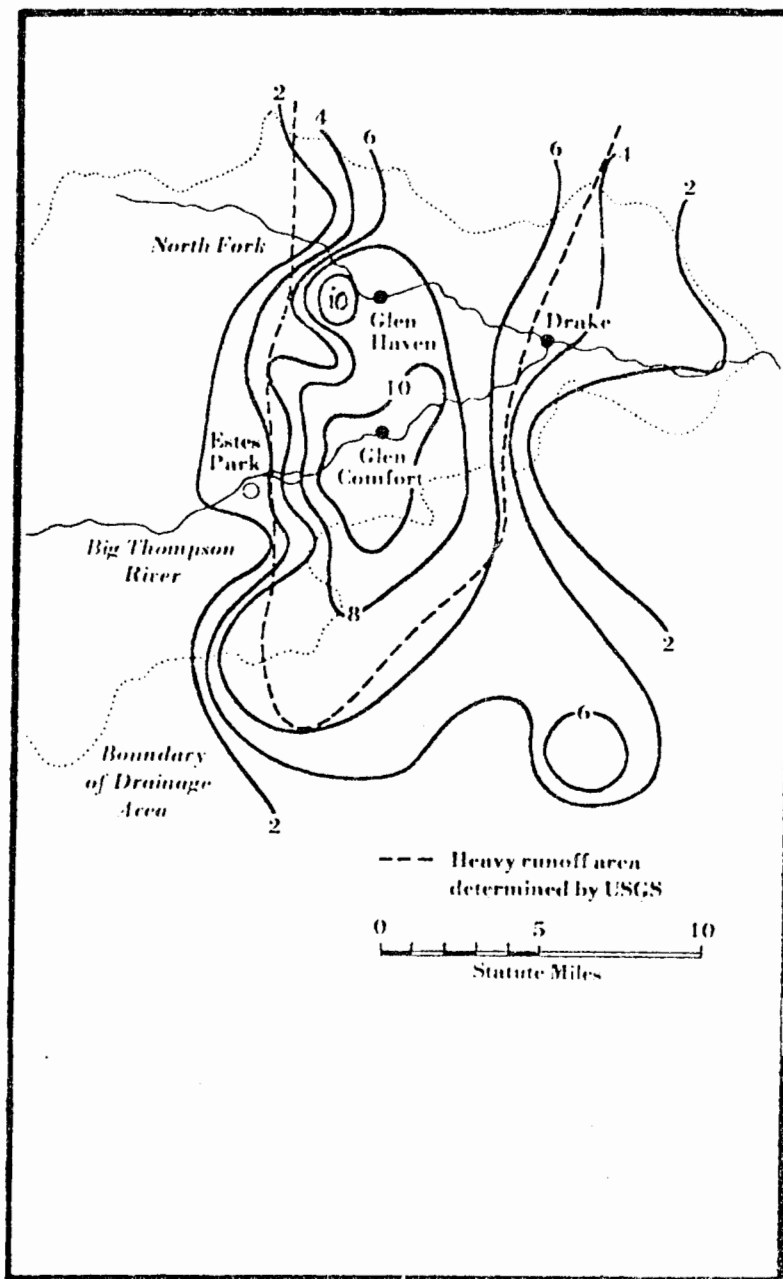 2
4
6
6
4
2
North Fork
10
Glen
Haven
Drake
10
Estes
Park
Glen
Comfort
Big Thompson
River
8
2
6
Boundary
of Drainage
Area
2
Heavy runoff area
determined by USGS
0 5 10
Statute Miles